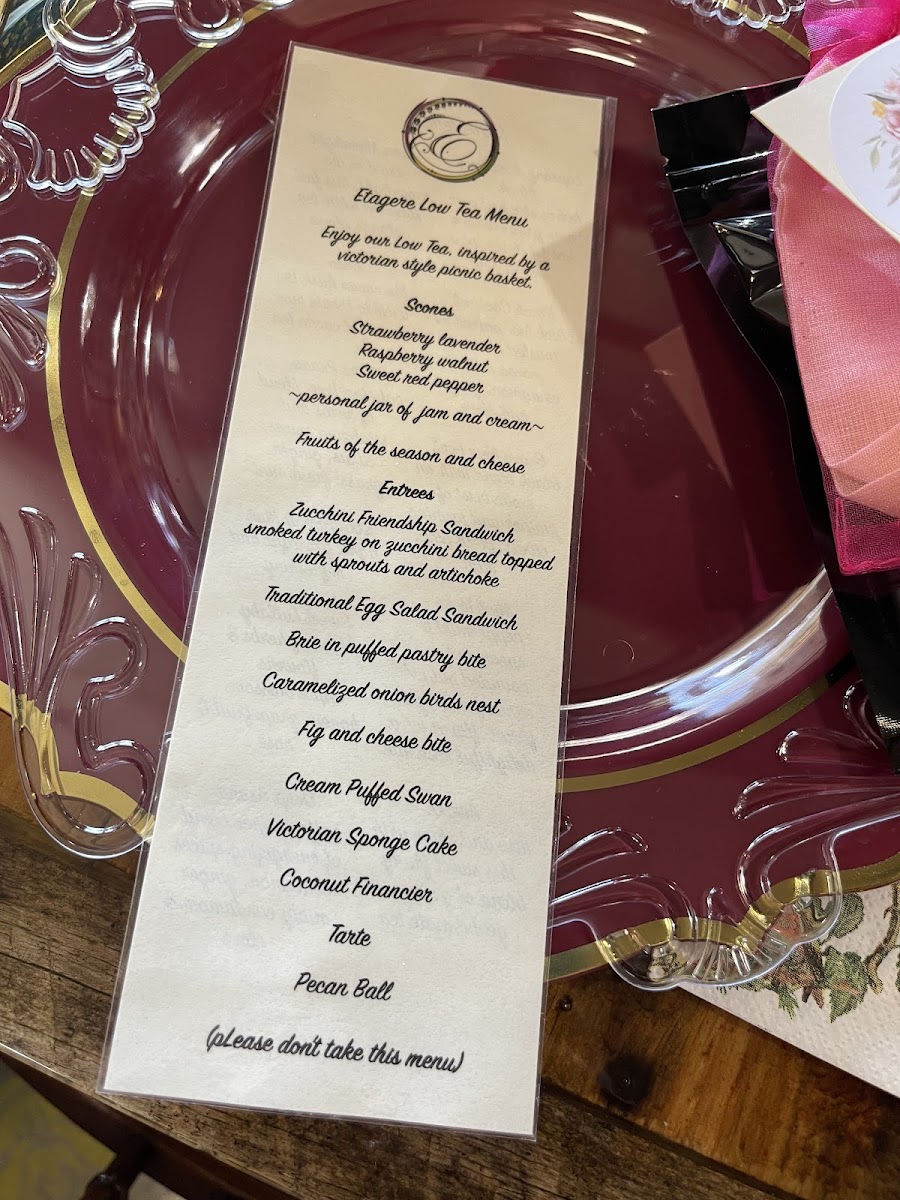 E
Etagere Low Tea Menu
Enjoy our Low Tea, inspired by a
victorian style picnic basket.
Scones
Strawberry lavender
Raspberry walnut
Sweet red pepper
~personal jar of jam and cream~
Fruits of the season and cheese
Entrees
Zucchini Friendship Sandwich
smoked turkey on zucchini bread topped
with sprouts and artichoke
Traditional Egg Salad Sandwich
Brie in puffed pastry bite
Caramelized onion birds nest
Fig and cheese bite
Cream Puffed Swan
Victorian Sponge Cake
Coconut Financier
Tarte
Pecan Ball
(pLease don't take this menu)